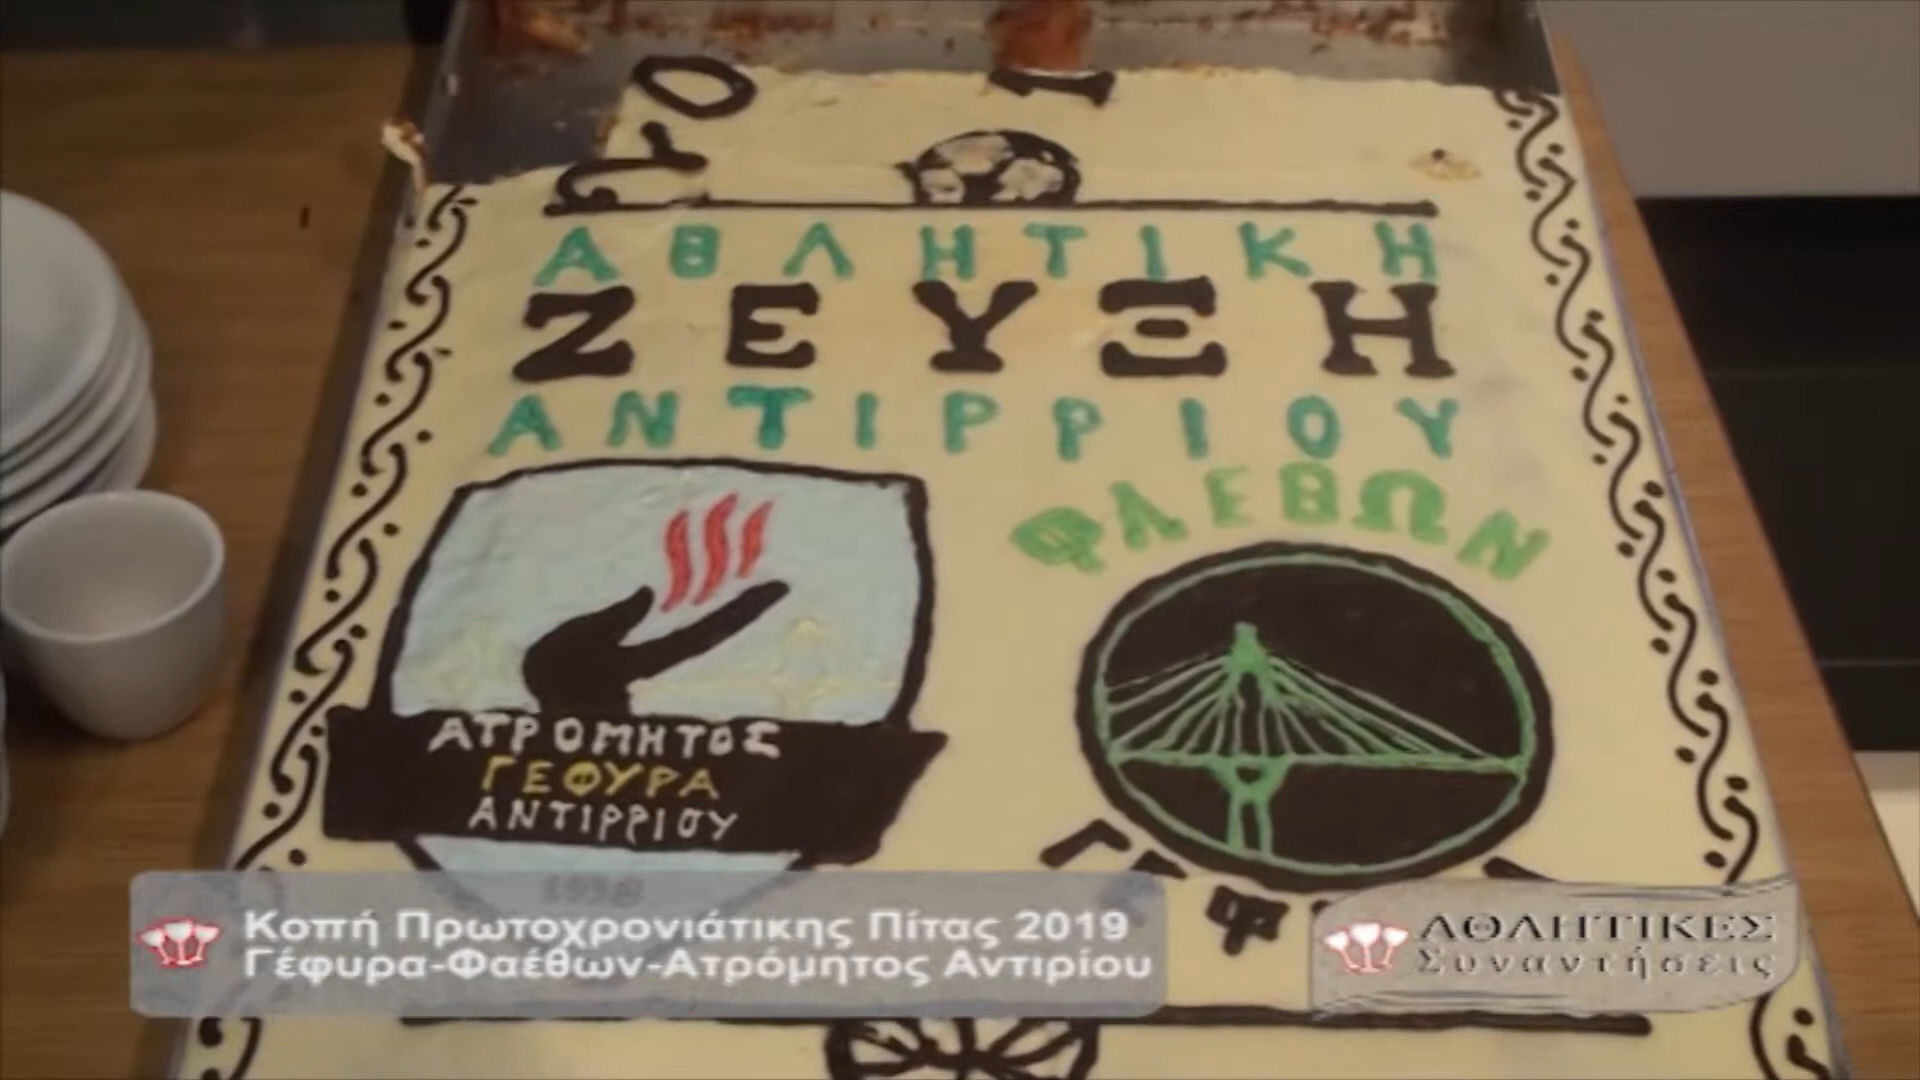 ΑΘΛΗΤΙΚΗ
ΖΕΥΞΗ
ΑΝΤΙΡΡΙΟΥ
ΦΛΕΒΩΝ
ΑΤΡΟΜΗΤΟΣ
ΓΕΦΥΡΑ
ΑΝΤΙΡΡΙΟΥ
Κοπή Πρωτοχρονιάτικης Πίτας 2019
Γέφυρα-Φαέθων-Ατρόμητος Αντιρίου
ΑΘΛΗΤΙΚΕΣ
Συναντήσεις